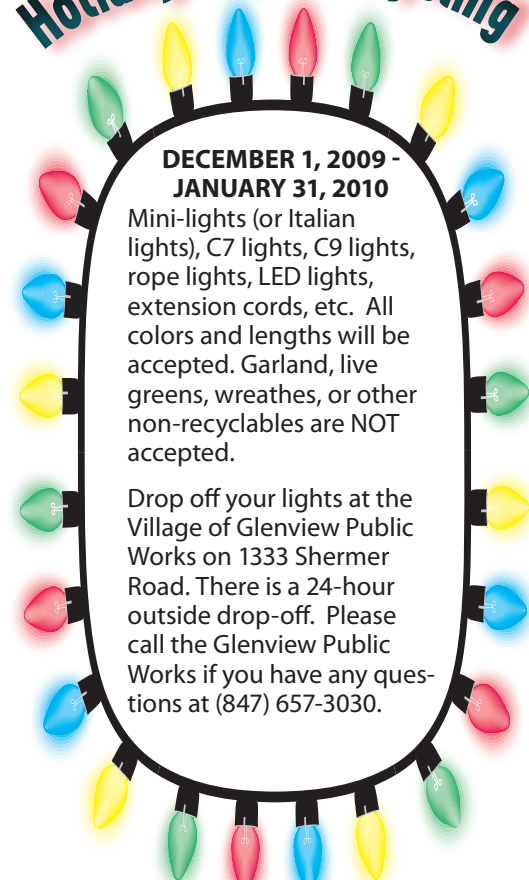 Holiday
DECEMBER 1, 2009 -
JANUARY 31, 2010
Mini-lights (or Italian
lights), C7 lights, C9 lights,
rope lights, LED lights,
extension cords, etc.  All
colors and lengths will be
accepted. Garland, live
greens, wreathes, or other
non-recyclables are NOT
accepted.
Drop off your lights at the
Village of Glenview Public
Works on 1333 Shermer
Road. There is a 24-hour
outside drop-off.  Please
call the Glenview Public
Works if you have any ques-
tions at (847) 657-3030.